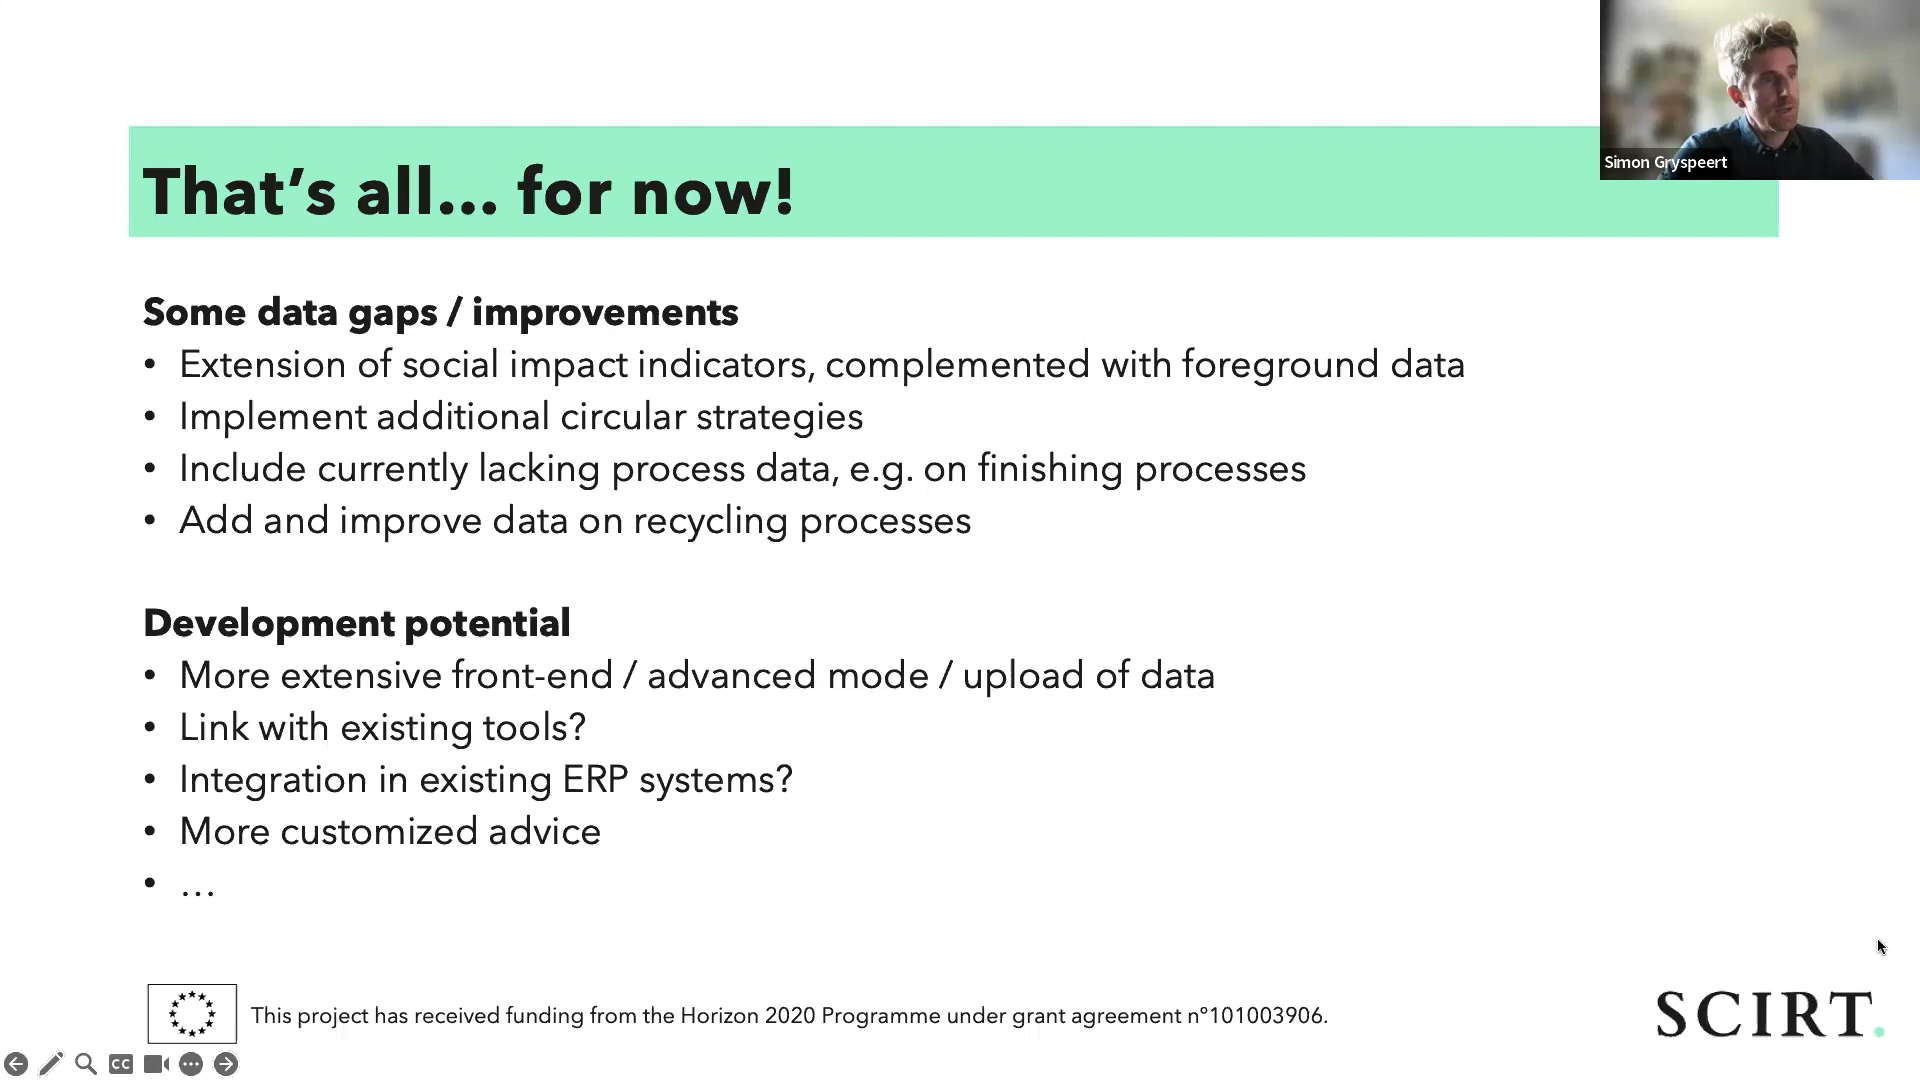 Simon Gryspeert
That’s all… for now!
Some data gaps / improvements
• Extension of social impact indicators, complemented with foreground data
• Implement additional circular strategies
• Include currently lacking process data, e.g. on finishing processes
• Add and improve data on recycling processes
Development potential
• More extensive front-end / advanced mode / upload of data
• Link with existing tools?
• Integration in existing ERP systems?
• More customized advice
• …
This project has received funding from the Horizon 2020 Programme under grant agreement n°101003906.
SCIRT.
CC